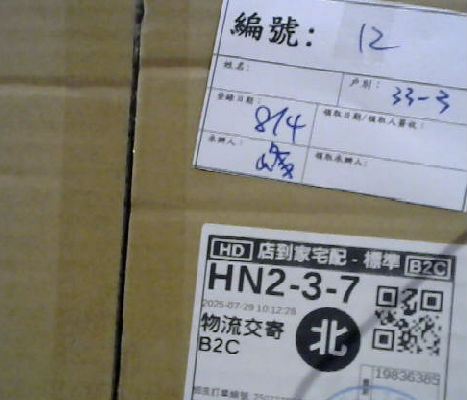 編號: 12
姓名:
戶別: 33-3
登錄日期: 8/4
領取日期/領取人簽收:
承辦人:
領取承辦人:
HD 店到家宅配 - 標準 B2C
HN2-3-7
2025-07-29 10:12:28
物流交寄
B2C
北
19836385